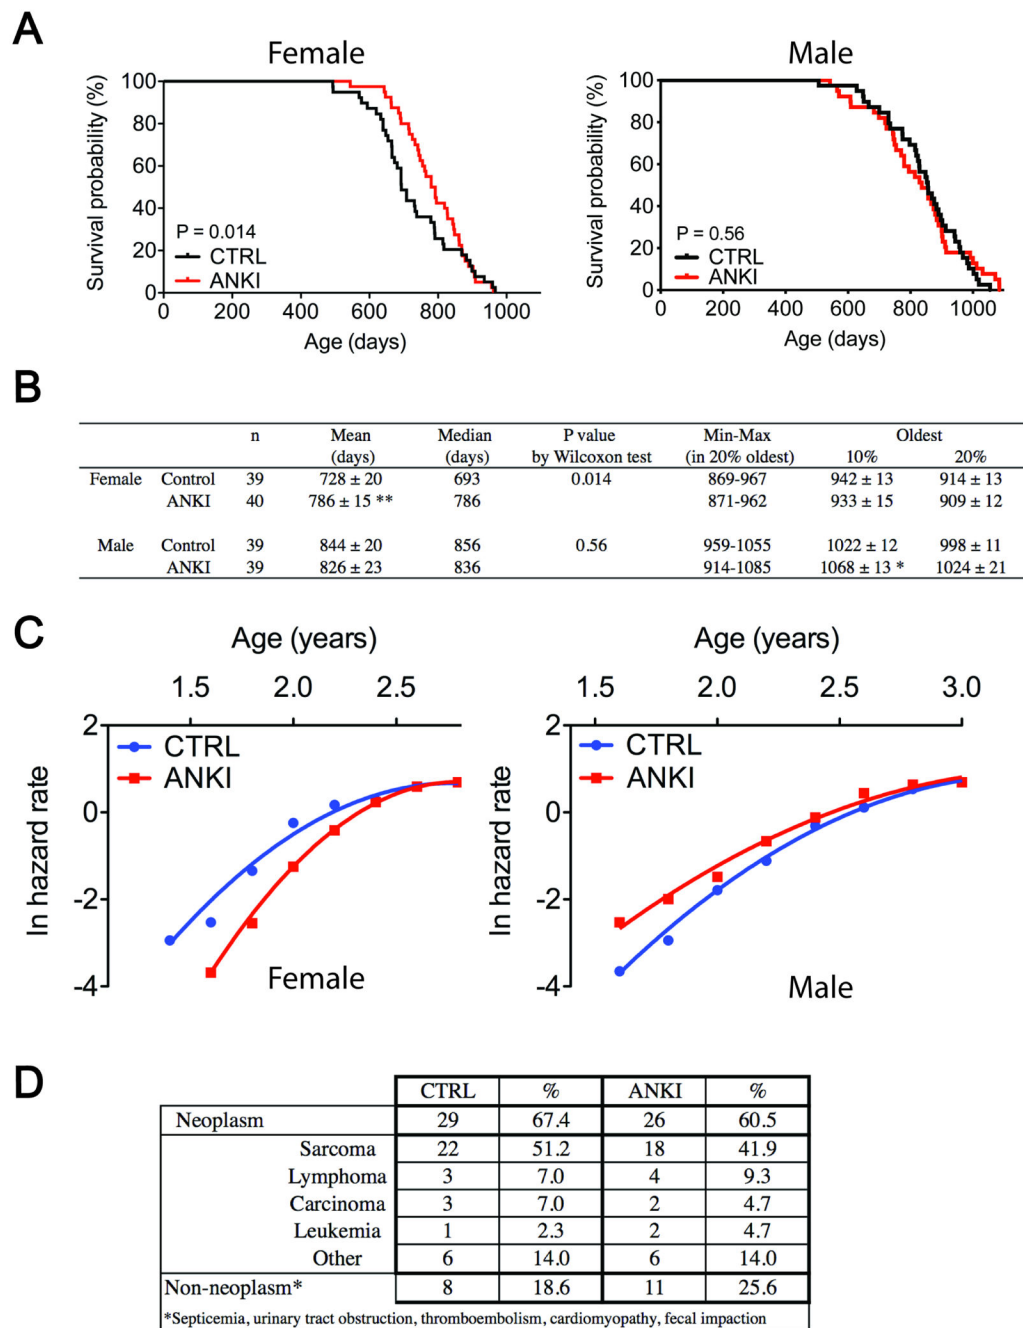 A
Female
Male
Survival probability (%)
100
80
60
40
20
0
P = 0.014
CTRL
ANKI
0 200 400 600 800 1000
Age (days)
Survival probability (%)
100
80
60
40
20
0
P = 0.56
CTRL
ANKI
0 200 400 600 800 1000
Age (days)
B
n Mean Median P value Min-Max Oldest
(days) (days) by Wilcoxon test (in 20% oldest) 10% 20%
Female Control 39 728 ± 20 693 0.014 869-967 942 ± 13 914 ± 13
ANKI 40 786 ± 15 ** 786 871-962 933 ± 15 909 ± 12
Male Control 39 844 ± 20 856 0.56 959-1055 1022 ± 12 998 ± 11
ANKI 39 826 ± 23 836 914-1085 1068 ± 13 * 1024 ± 21
C
Age (years)
1.5 2.0 2.5
2
0
-2
-4
ln hazard rate
CTRL
ANKI
Female
Age (years)
1.5 2.0 2.5 3.0
2
0
-2
-4
ln hazard rate
CTRL
ANKI
Male
D
CTRL % ANKI %
Neoplasm 29 67.4 26 60.5
Sarcoma 22 51.2 18 41.9
Lymphoma 3 7.0 4 9.3
Carcinoma 3 7.0 2 4.7
Leukemia 1 2.3 2 4.7
Other 6 14.0 6 14.0
Non-neoplasm* 8 18.6 11 25.6
*Septicemia, urinary tract obstruction, thromboembolism, cardiomyopathy, fecal impaction